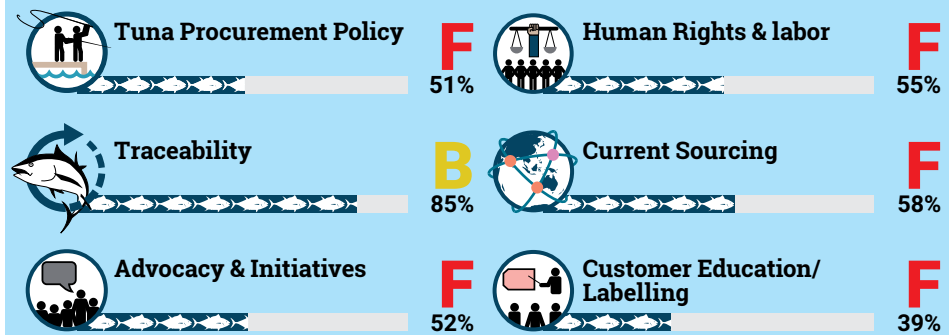 Tuna Procurement Policy
F
51%
Human Rights & labor
F
55%
Traceability
B
85%
Current Sourcing
F
58%
Advocacy & Initiatives
F
52%
Customer Education/
Labelling
F
39%